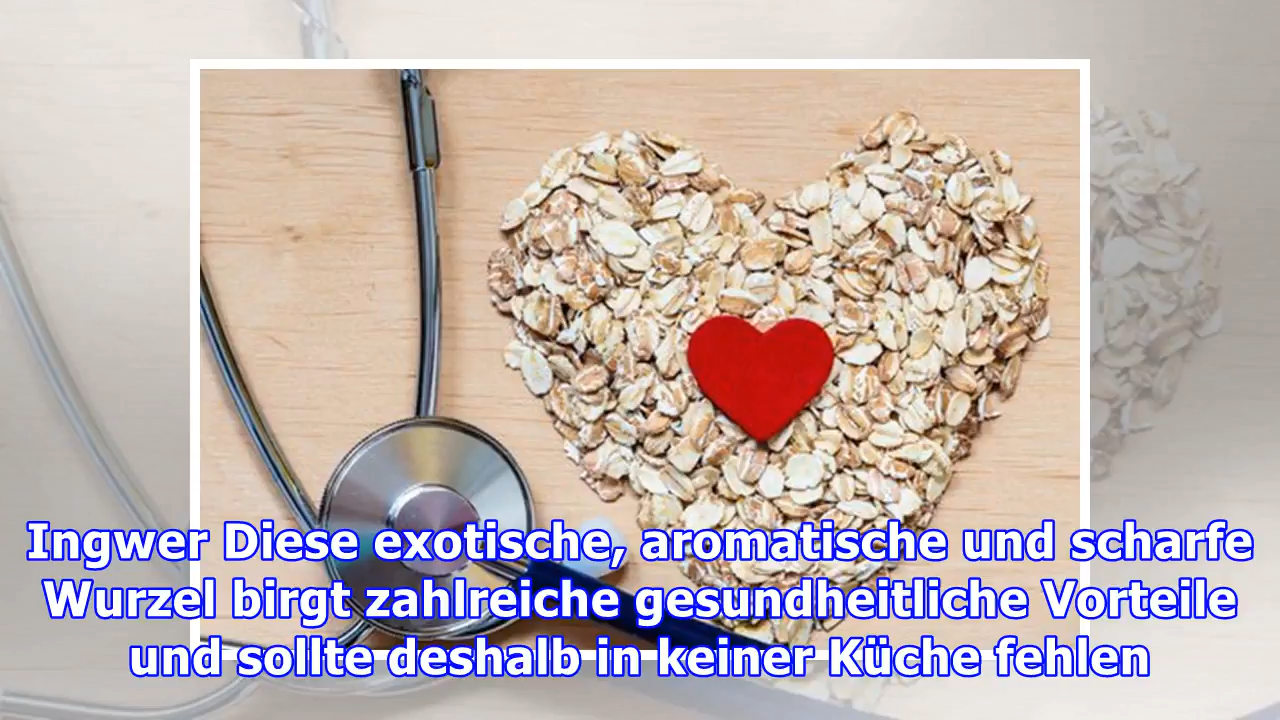 Ingwer Diese exotische, aromatische und scharfe
Wurzel birgt zahlreiche gesundheitliche Vorteile
und sollte deshalb in keiner Küche fehlen